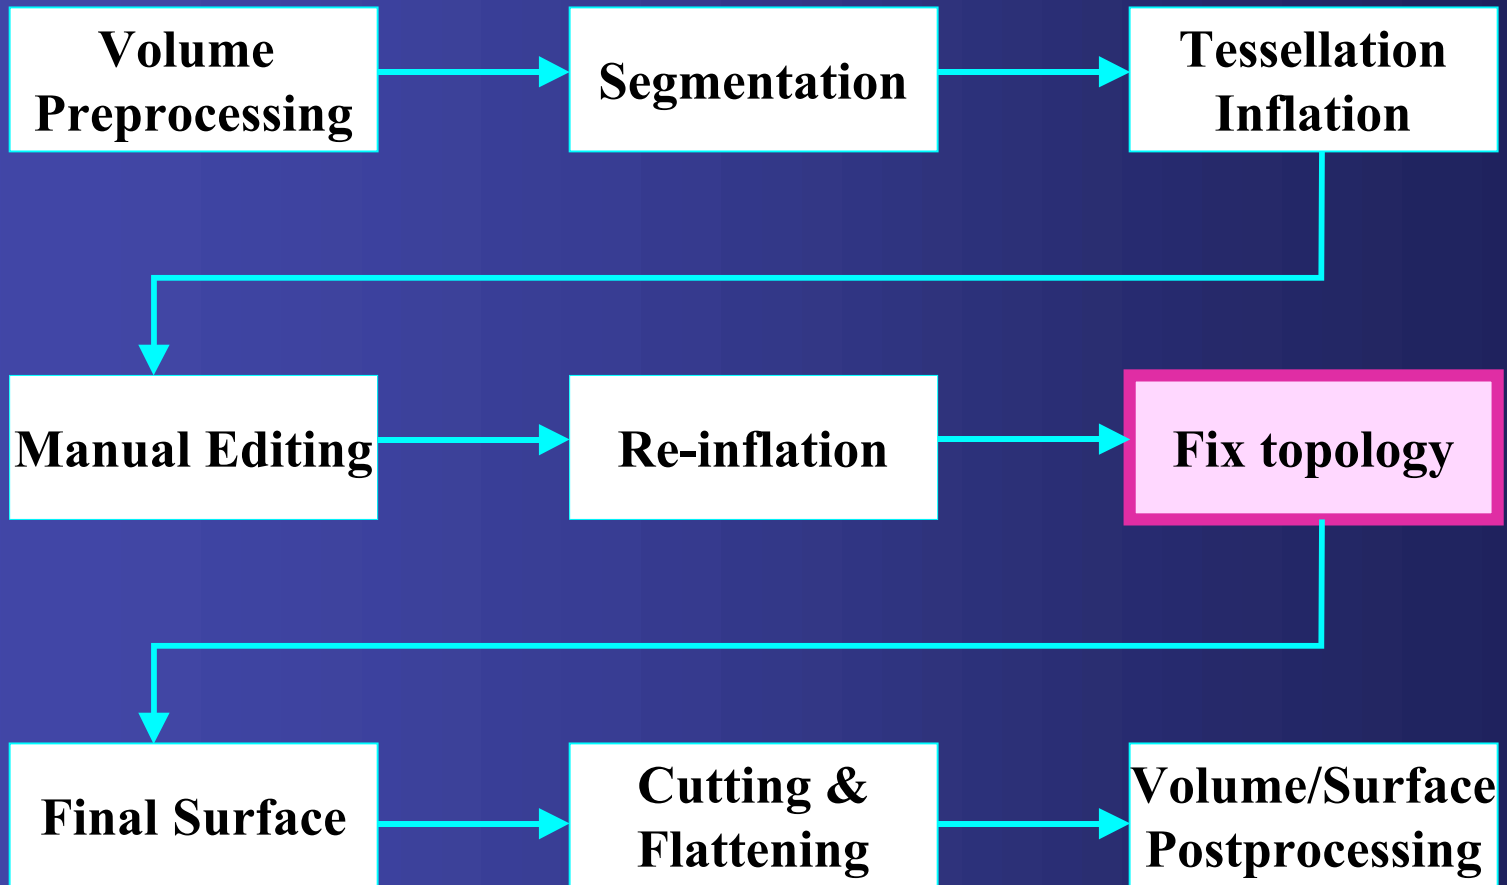 Volume
Preprocessing
Segmentation
Tessellation
Inflation
Manual Editing
Re-inflation
Fix topology
Final Surface
Cutting &
Flattening
Volume/Surface
Postprocessing